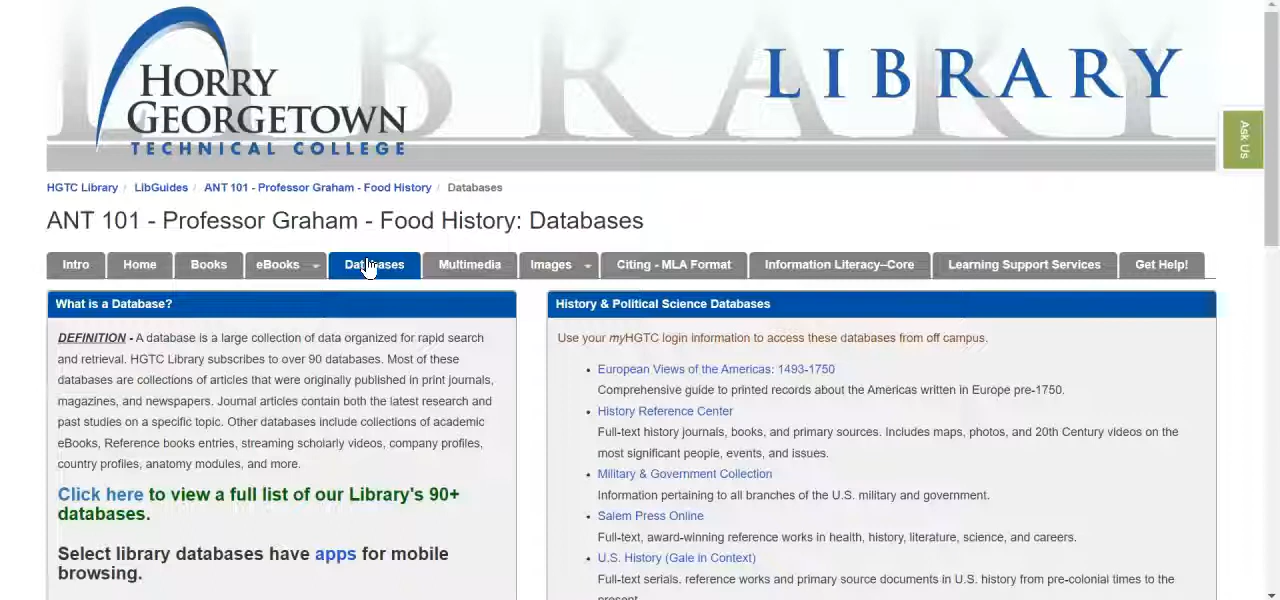 LIBRARY
HORRY
GEORGETOWN
TECHNICAL COLLEGE
LIBRARY
Ask Us
HGTC Library / LibGuides / ANT 101 - Professor Graham - Food History / Databases
ANT 101 - Professor Graham - Food History: Databases
Intro Home Books eBooks Databases Multimedia Images Citing - MLA Format Information Literacy–Core Learning Support Services Get Help!
What is a Database?
DEFINITION - A database is a large collection of data organized for rapid search
and retrieval. HGTC Library subscribes to over 90 databases. Most of these
databases are collections of articles that were originally published in print journals,
magazines, and newspapers. Journal articles contain both the latest research and
past studies on a specific topic. Other databases include collections of academic
eBooks, Reference books entries, streaming scholarly videos, company profiles,
country profiles, anatomy modules, and more.
Click here to view a full list of our Library's 90+
databases.
Select library databases have apps for mobile
browsing.
History & Political Science Databases
Use your myHGTC login information to access these databases from off campus.
• European Views of the Americas: 1493-1750
Comprehensive guide to printed records about the Americas written in Europe pre-1750.
• History Reference Center
Full-text history journals, books, and primary sources. Includes maps, photos, and 20th Century videos on the
most significant people, events, and issues.
• Military & Government Collection
Information pertaining to all branches of the U.S. military and government.
• Salem Press Online
Full-text, award-winning reference works in health, history, literature, science, and careers.
• U.S. History (Gale in Context)
Full-text serials, reference works and primary source documents in U.S. history from pre-colonial times to the
present.